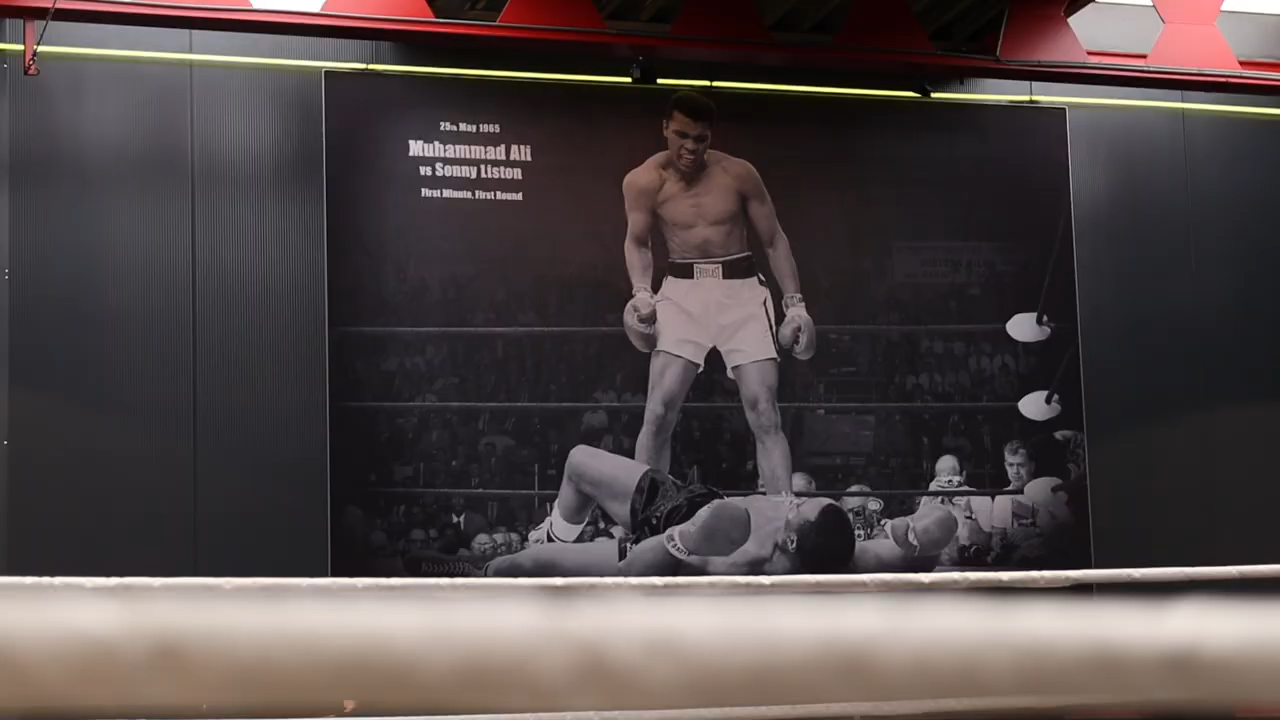 25th May 1965
Muhammad Ali
vs Sonny Liston
First Minute, First Round
EVERLAST